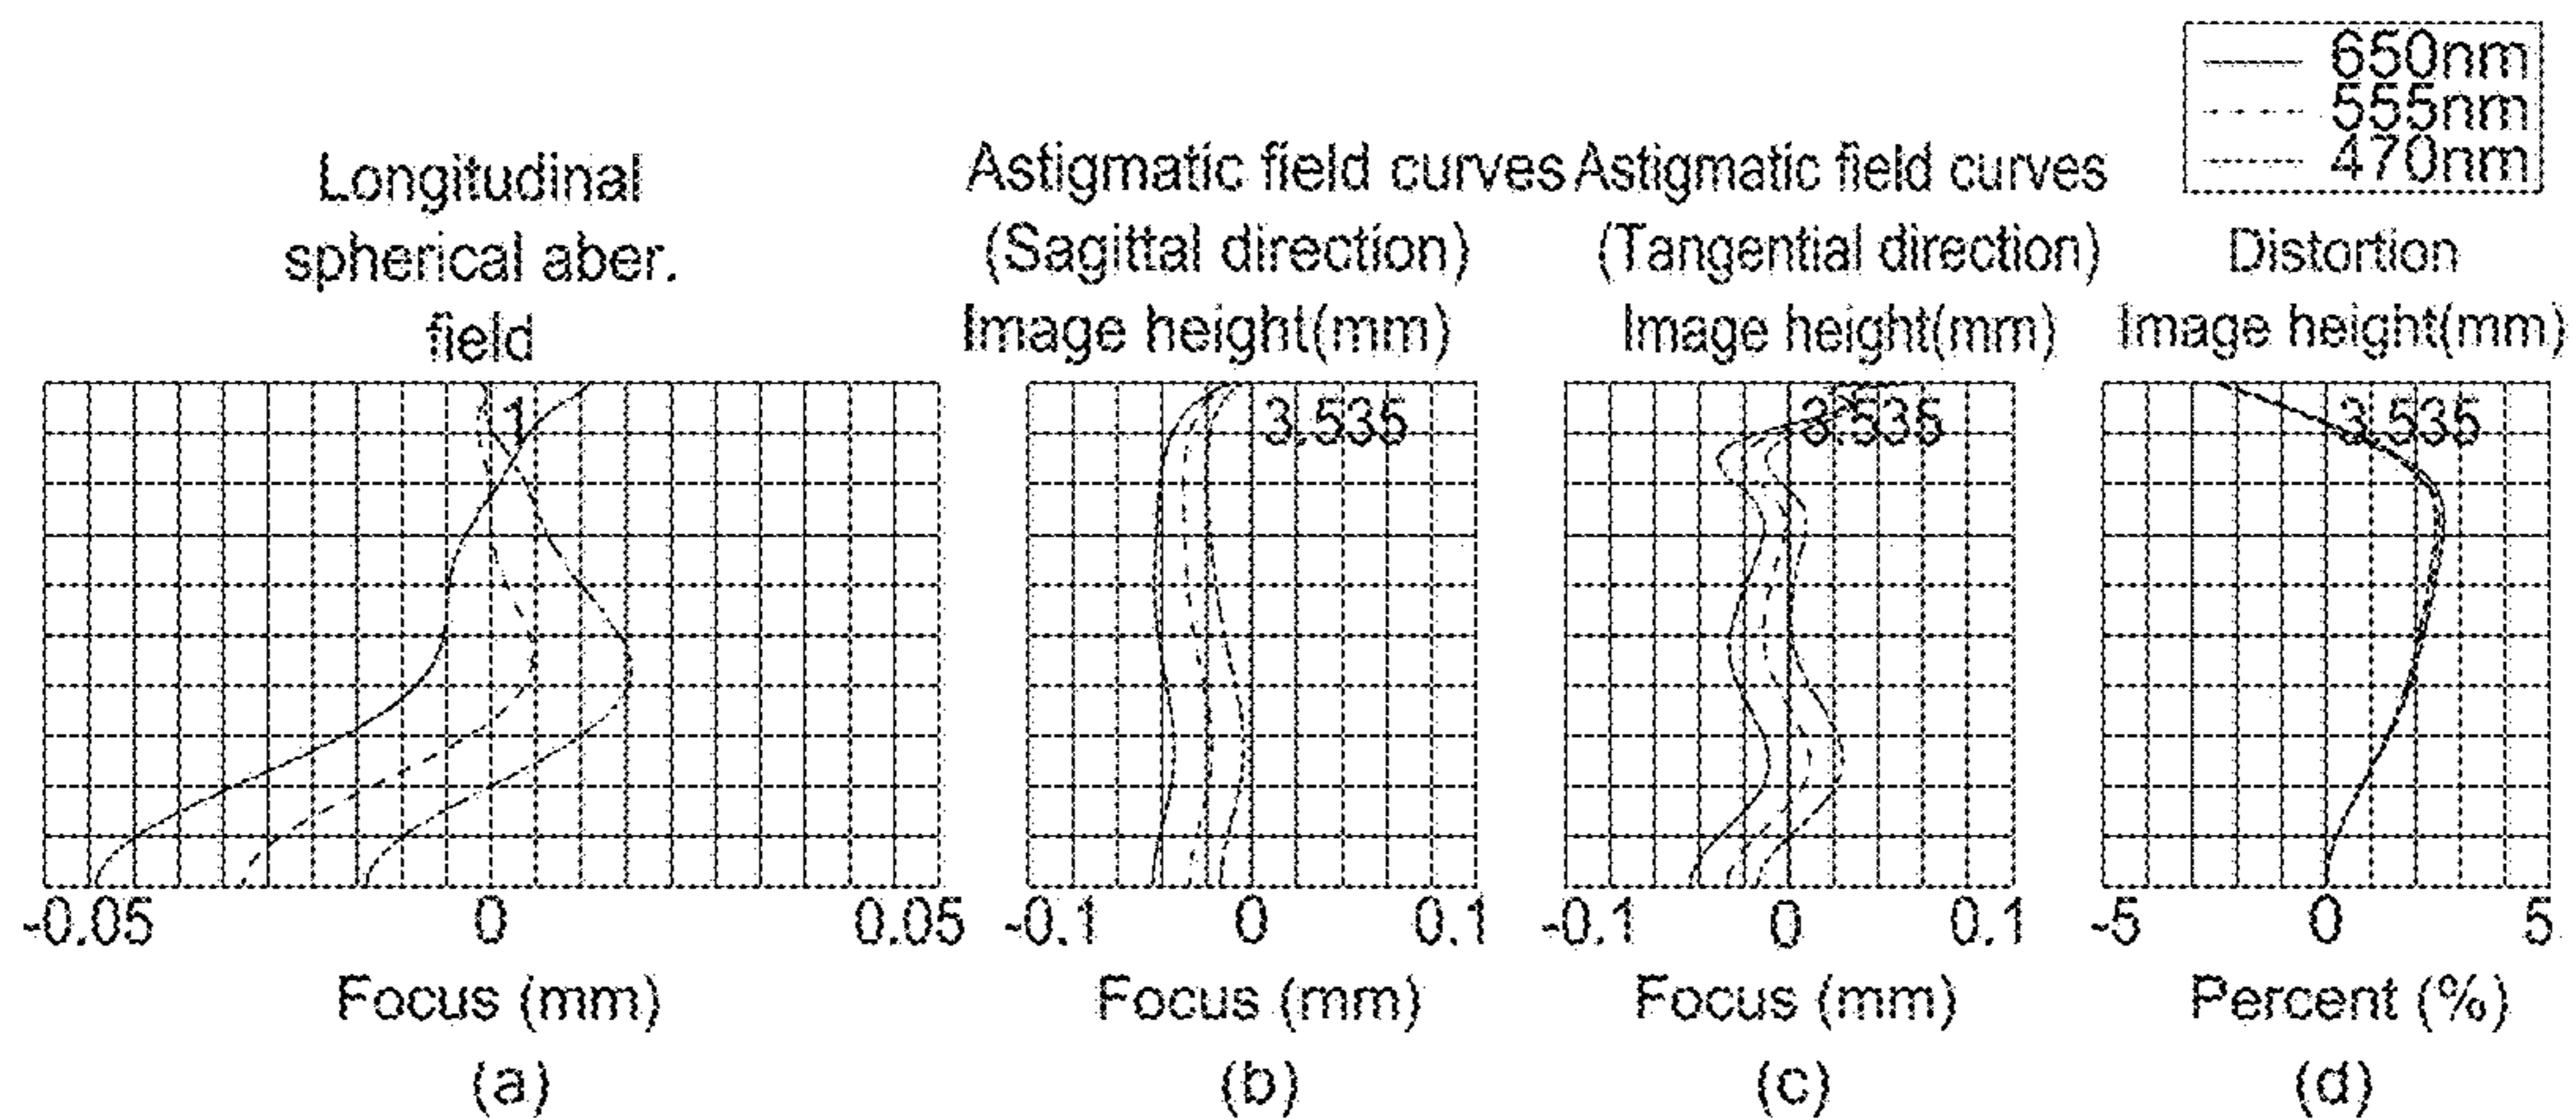 650nm
555nm
470nm
Longitudinal
spherical aber.
field
Astigmatic field curves
(Sagittal direction)
Image height(mm)
Astigmatic field curves
(Tangential direction)
Image height(mm)
Distortion
Image height(mm)
1
3.535
3.535
3.535
-0.05 0 0.05
-0.1 0 0.1
-0.1 0 0.1
-5 0 5
Focus (mm)
Focus (mm)
Focus (mm)
Percent (%)
(a)
(b)
(c)
(d)